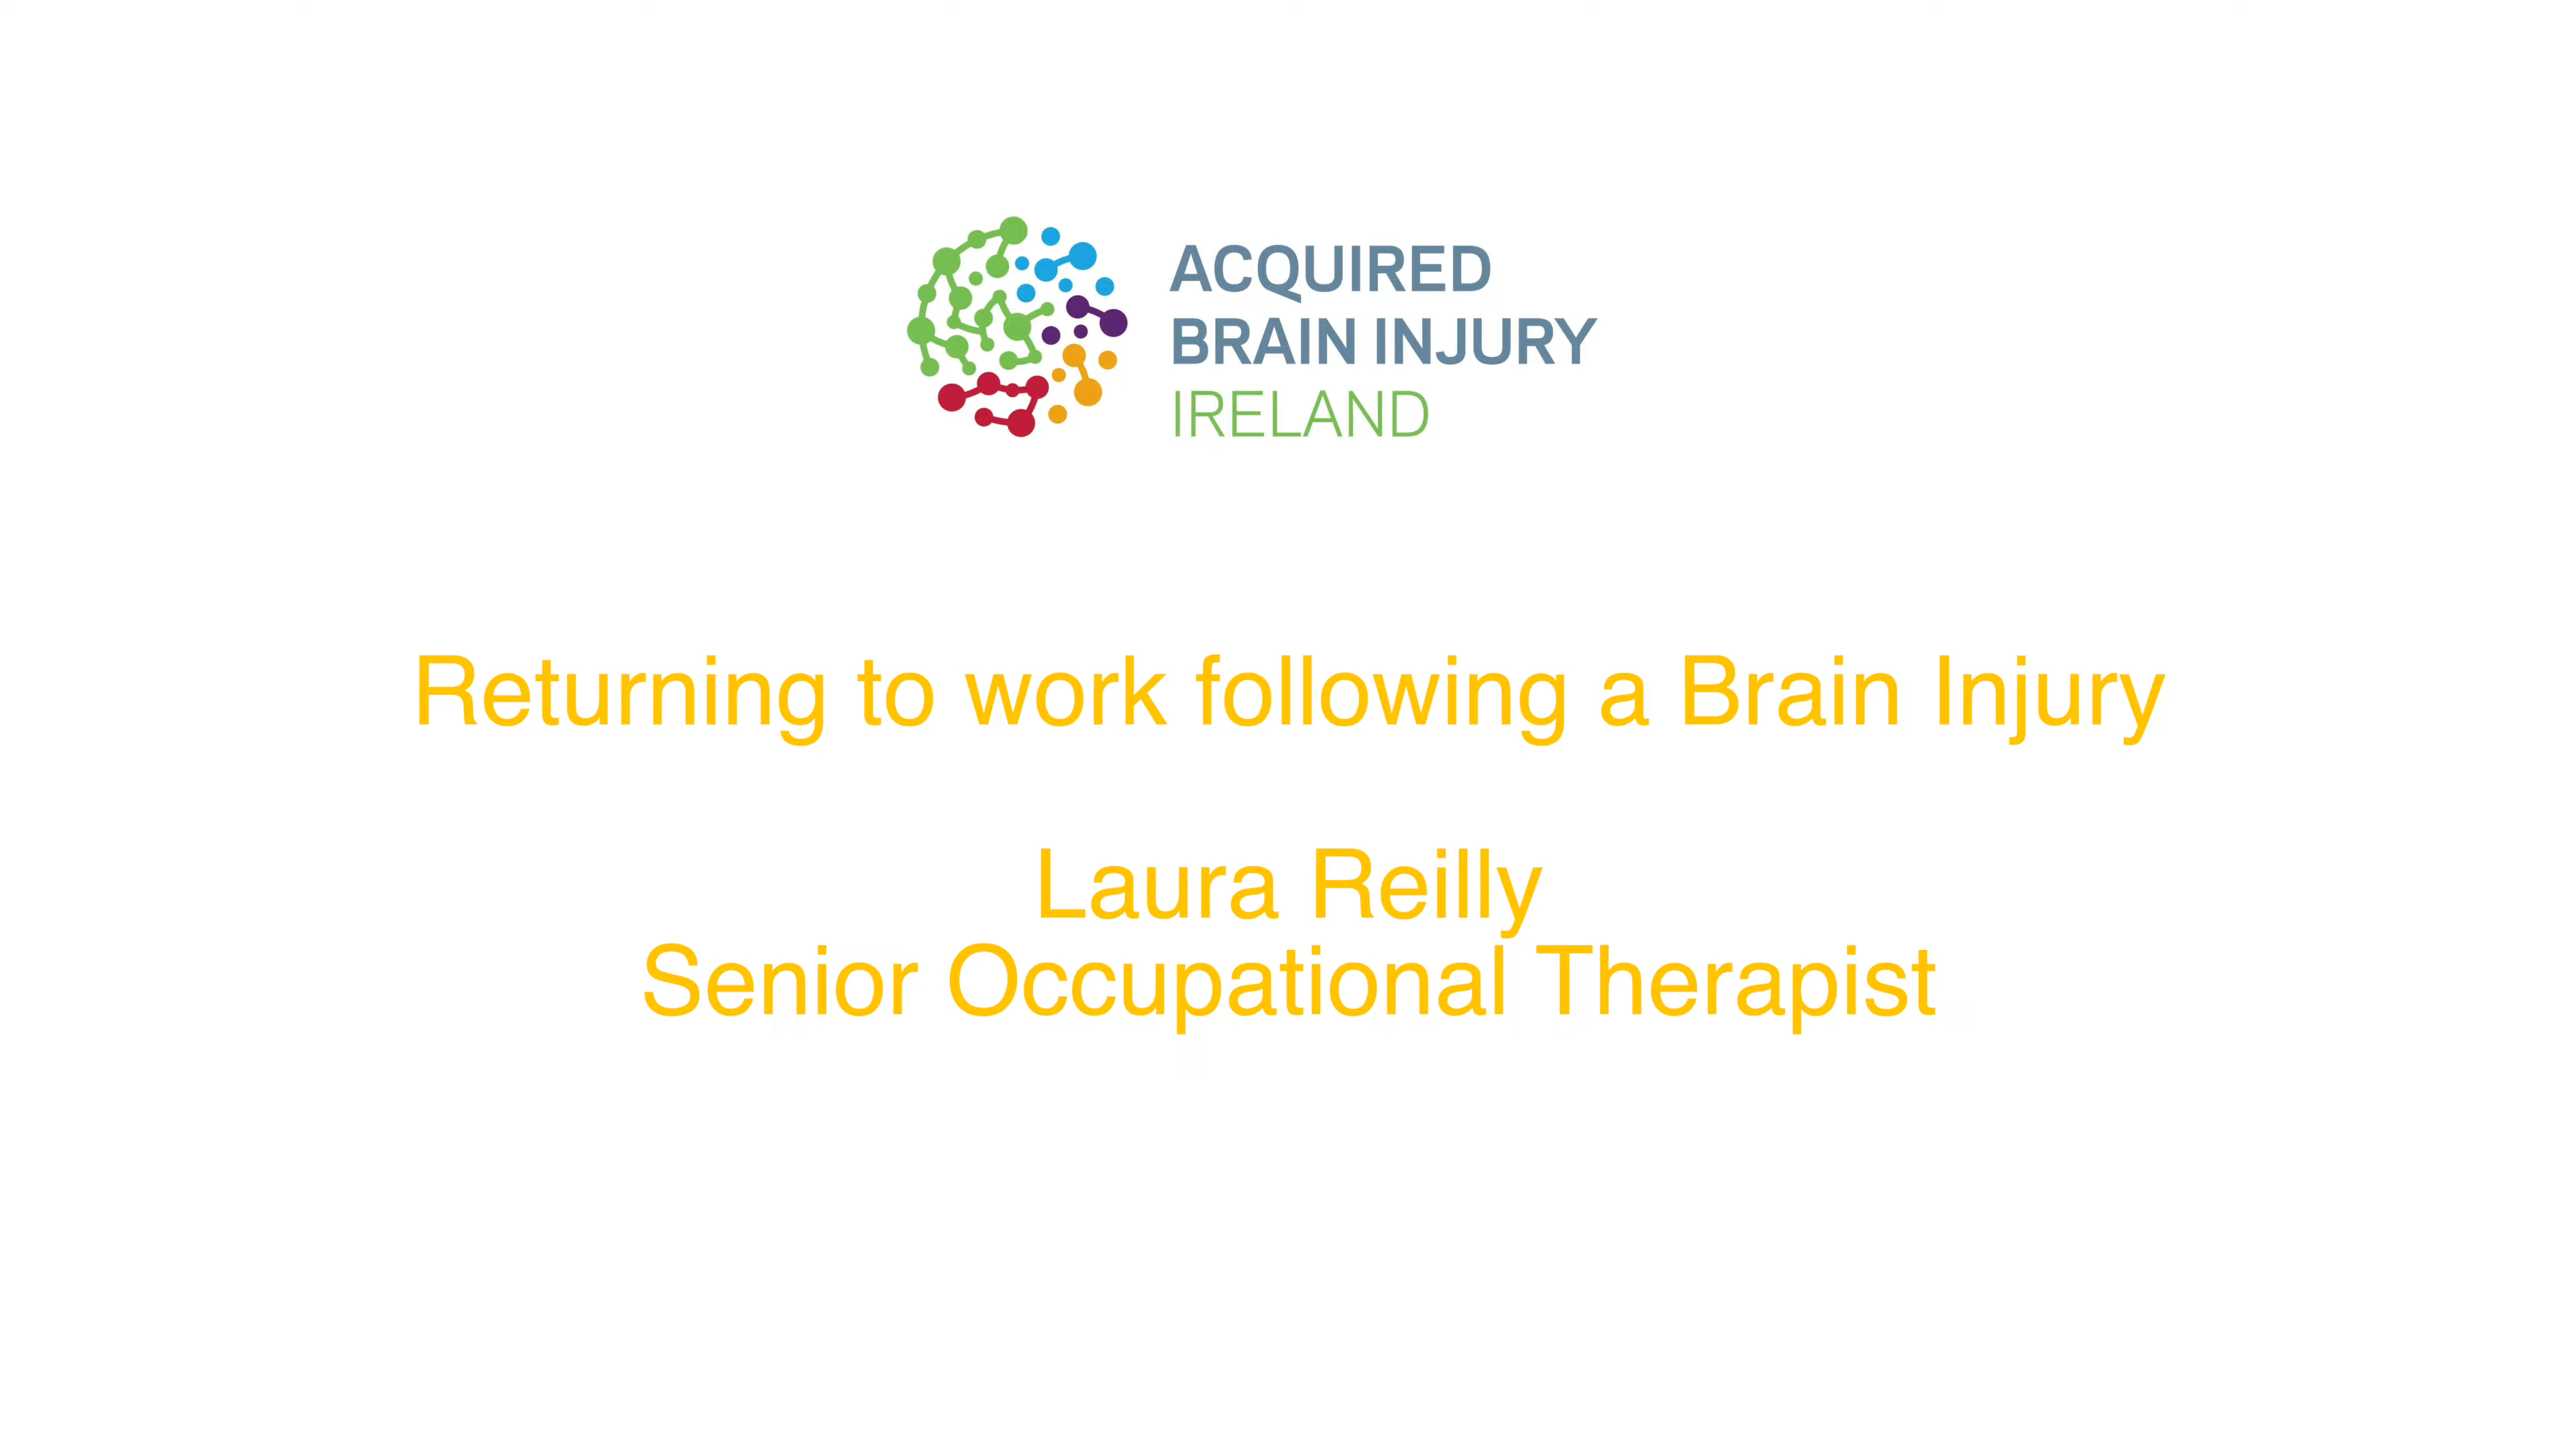 ACQUIRED
BRAIN INJURY
IRELAND
Returning to work following a Brain Injury
Laura Reilly
Senior Occupational Therapist